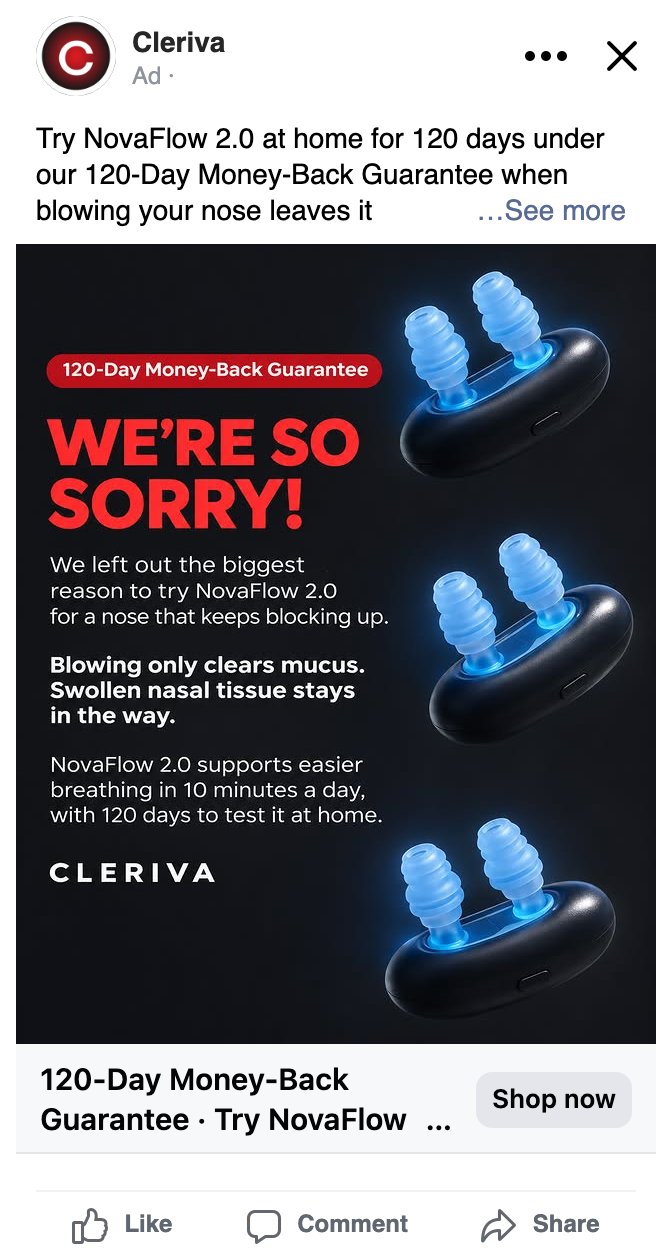 C
Cleriva
Ad ·
Try NovaFlow 2.0 at home for 120 days under
our 120-Day Money-Back Guarantee when
blowing your nose leaves it ...See more
120-Day Money-Back Guarantee
WE'RE SO
SORRY!
We left out the biggest
reason to try NovaFlow 2.0
for a nose that keeps blocking up.
Blowing only clears mucus.
Swollen nasal tissue stays
in the way.
NovaFlow 2.0 supports easier
breathing in 10 minutes a day,
with 120 days to test it at home.
CLERIVA
120-Day Money-Back
Guarantee · Try NovaFlow ...
Shop now
Like Comment Share